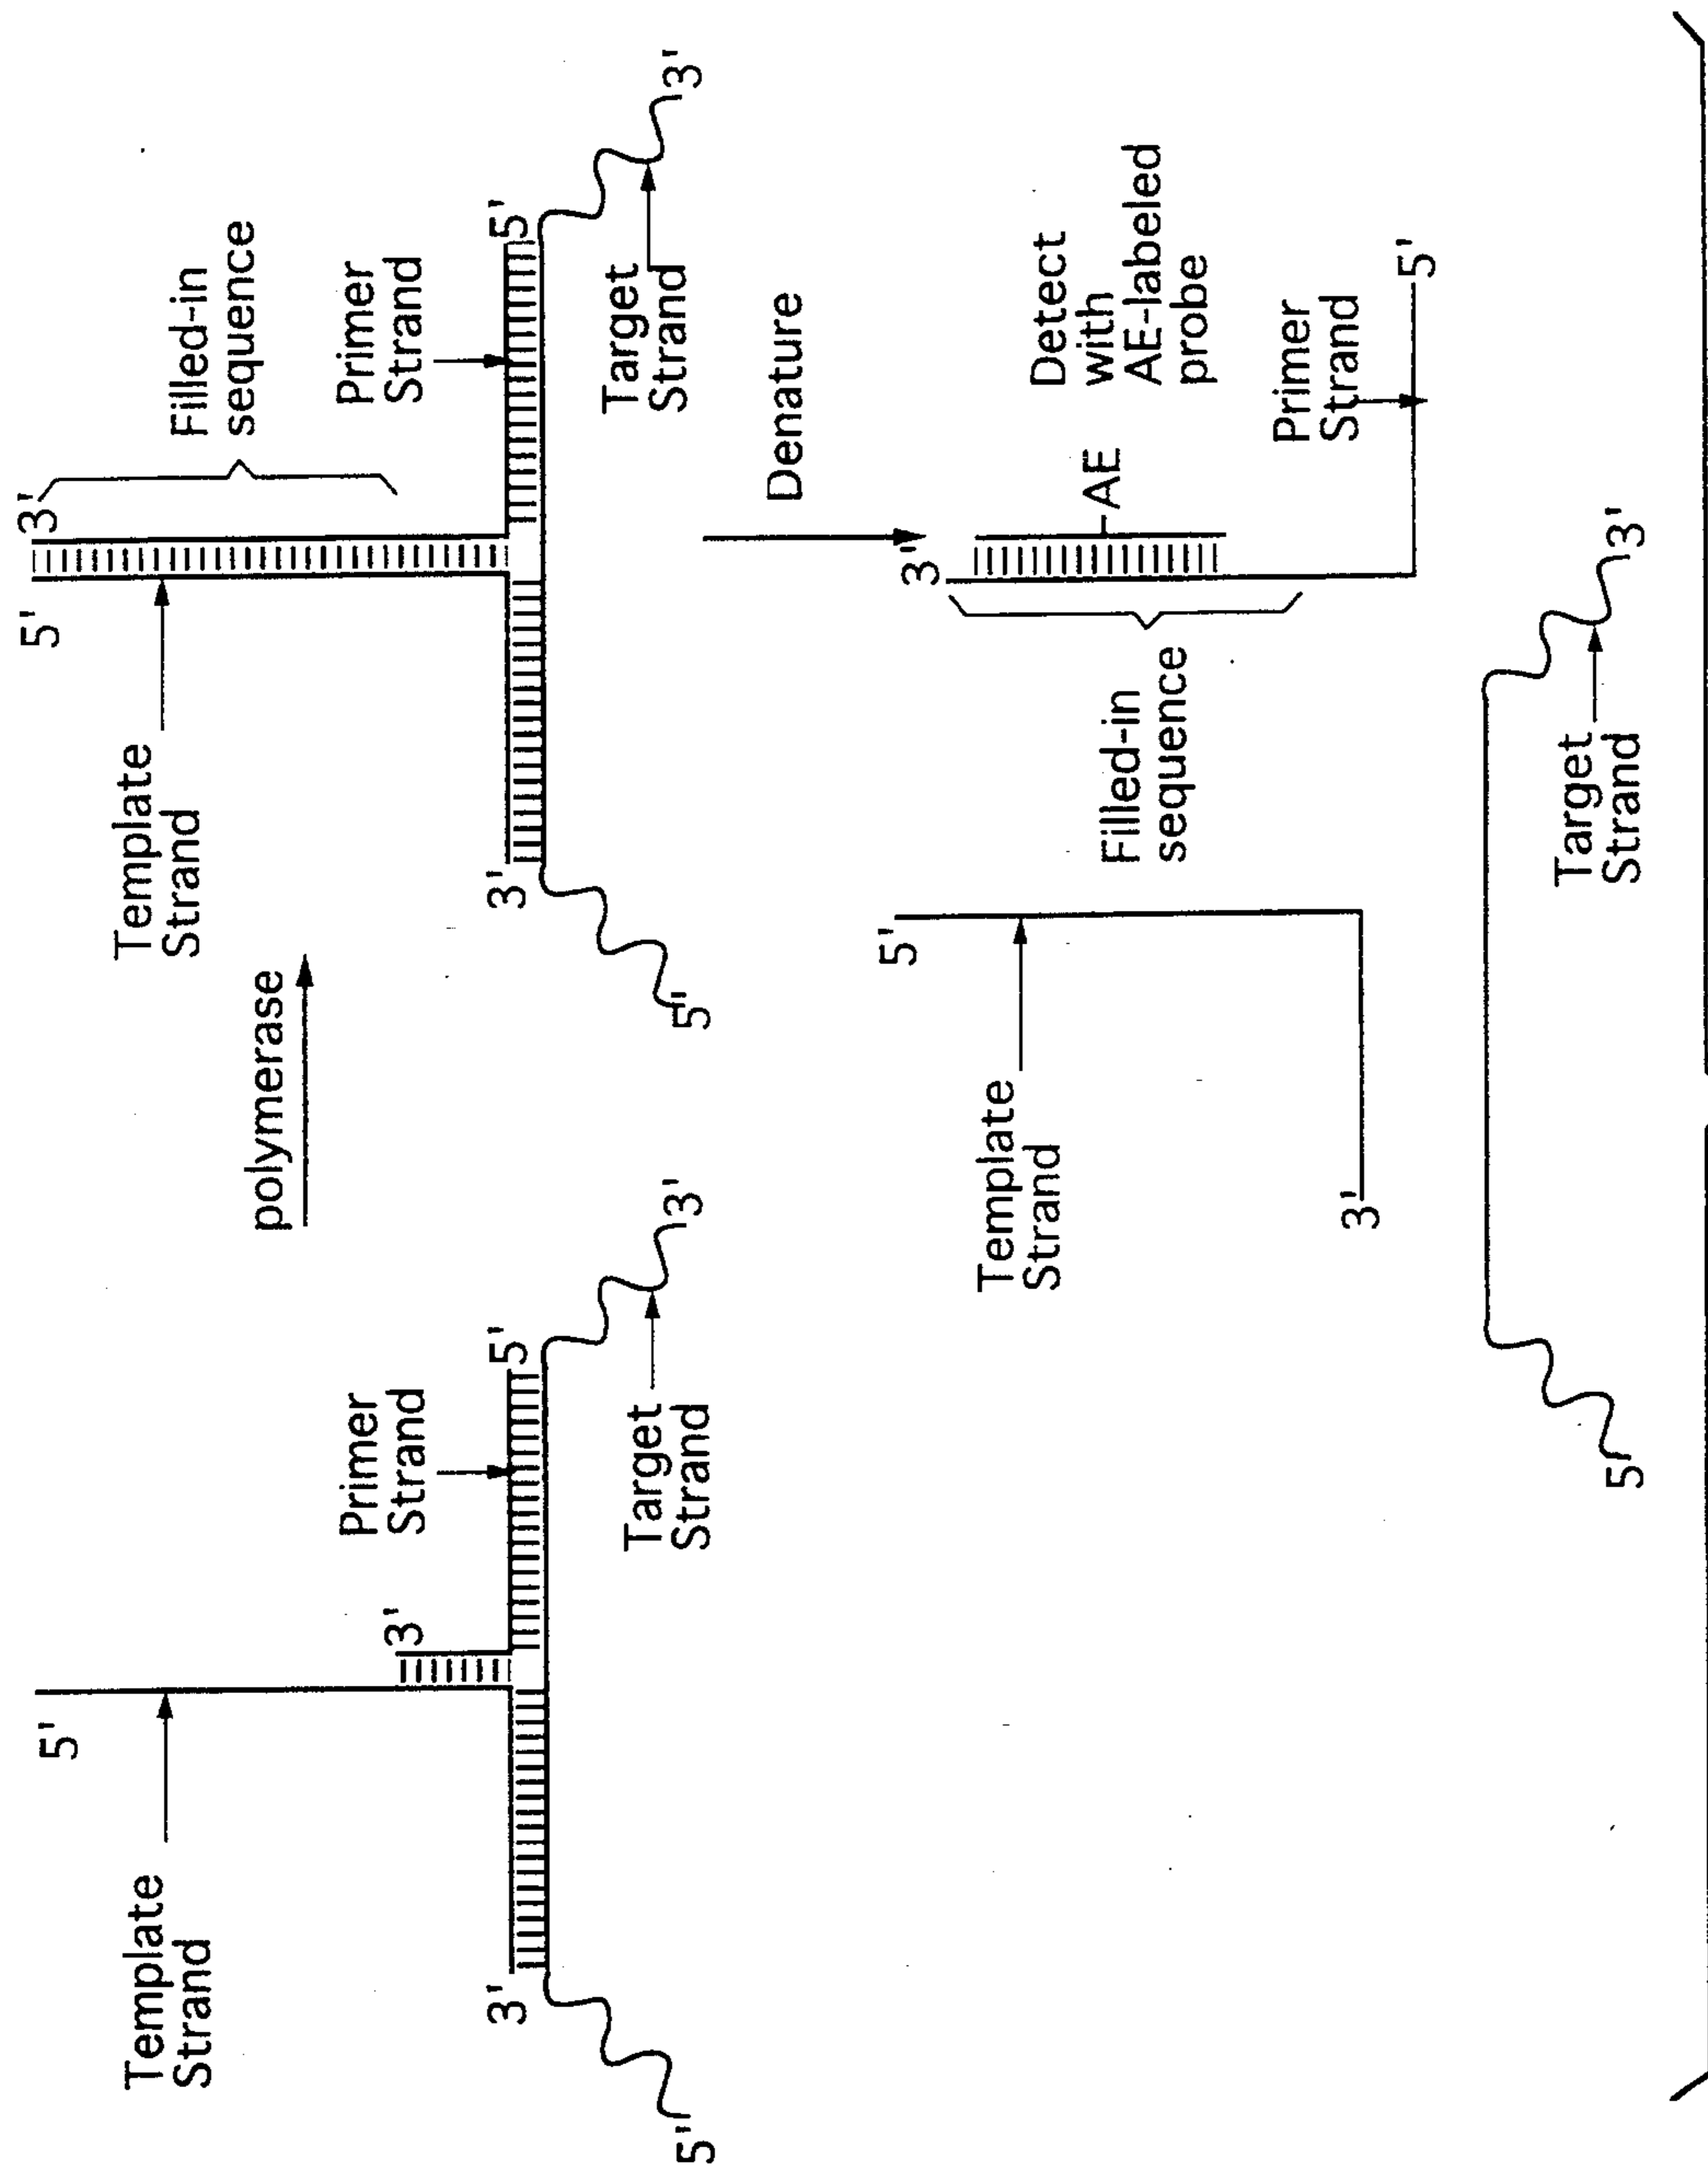 5'
Template
Strand
3'
Primer
Strand
3'
5'
5'
Target
Strand
3'
polymerase
5'
3'
Filled-in
sequence
Template
Strand
Primer
Strand
3'
5'
5'
Target
Strand
3'
Denature
5'
Template
Strand
3'
3'
AE
Detect
with
AE-labeled
probe
Filled-in
sequence
Primer
Strand
5'
5'
Target
Strand
3'